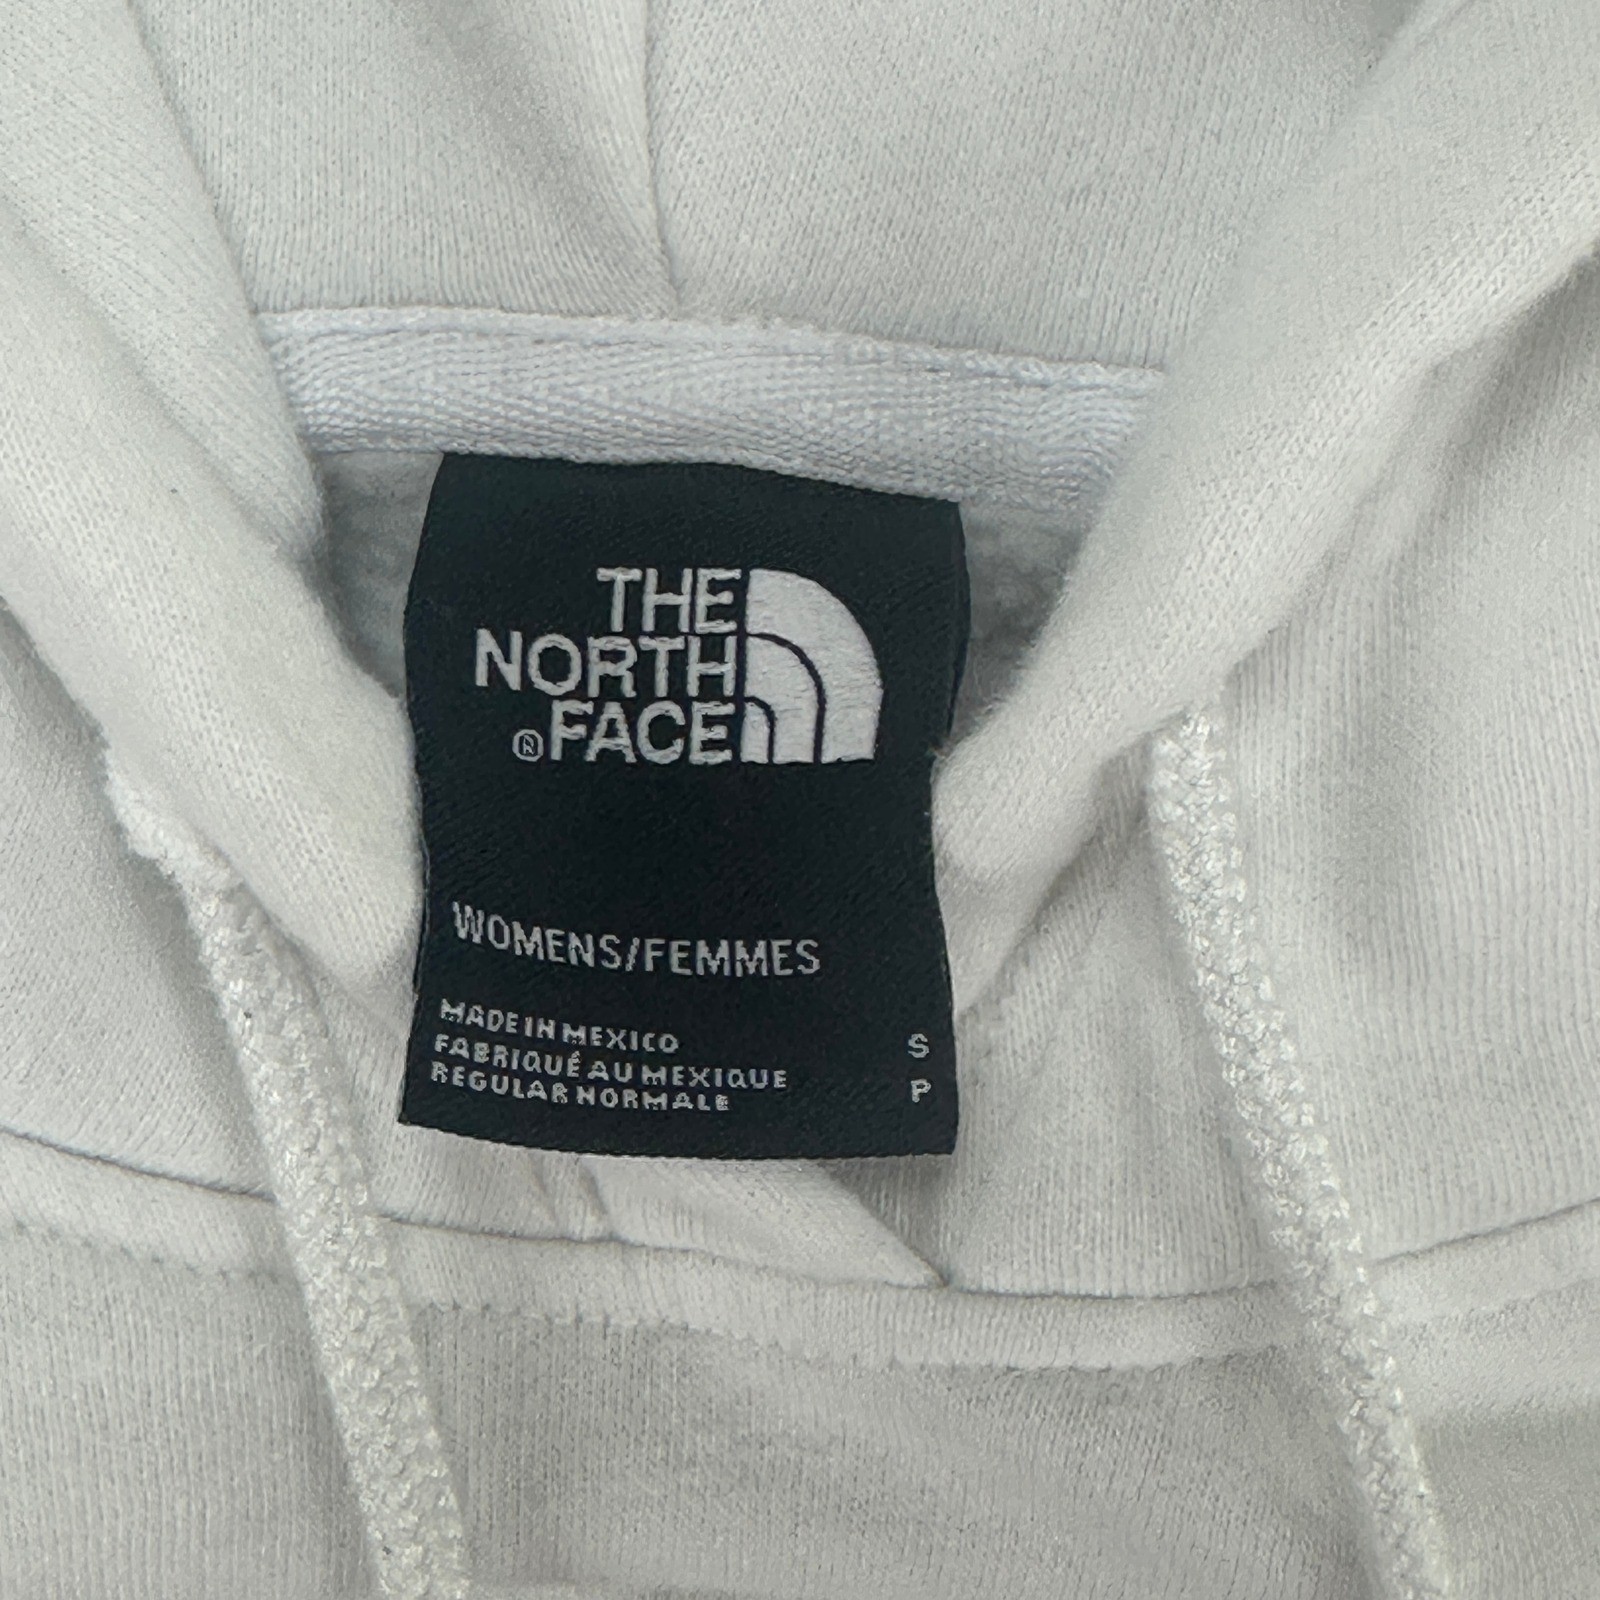 THE
NORTH
®FACE
WOMENS/FEMMES
MADE IN MEXICO
FABRIQUÉ AU MEXIQUE
REGULAR NORMALE
S
P